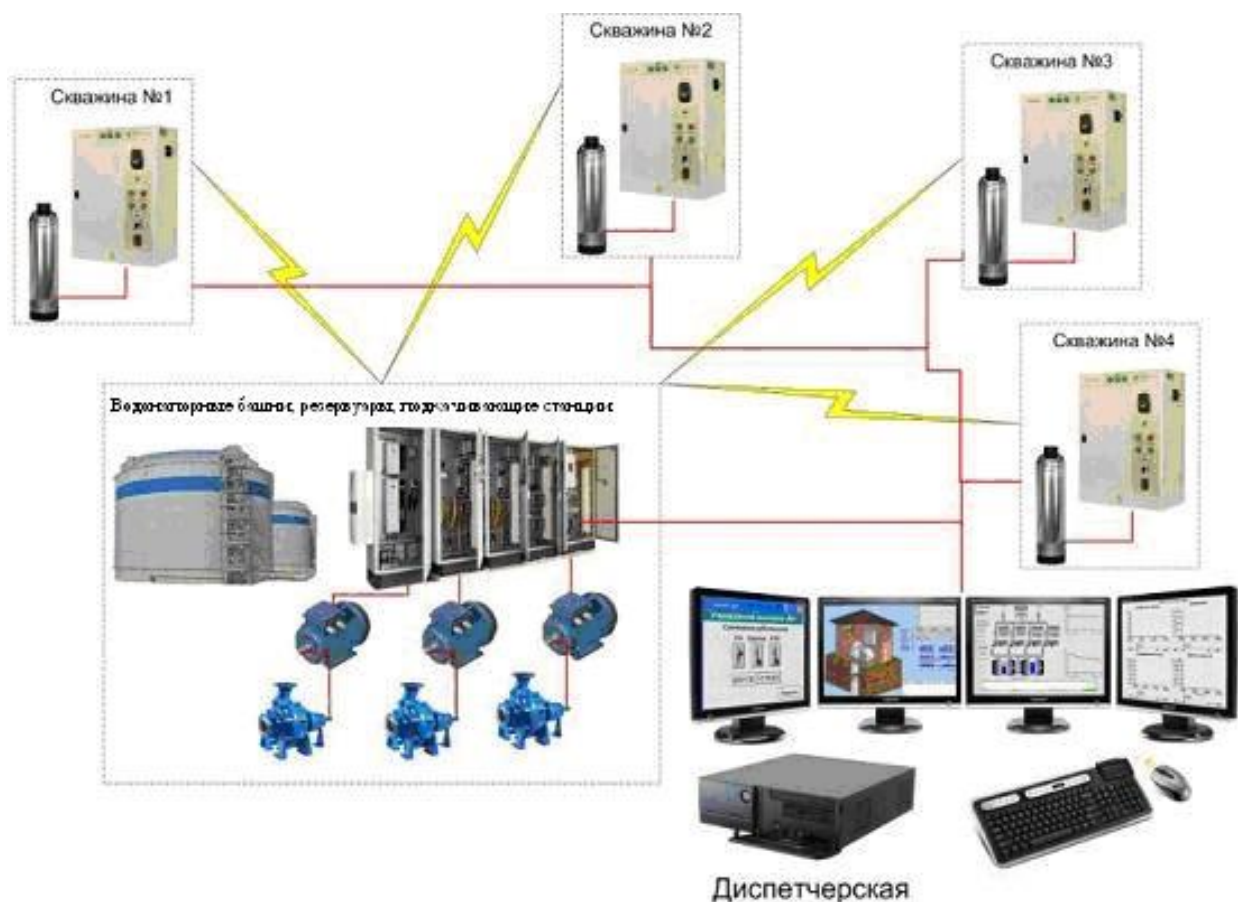 Скважина №2
Скважина №3
Скважина №1
Скважина №4
Водонапорные башни, резервуары, подкачивающие станции
Диспетчерская